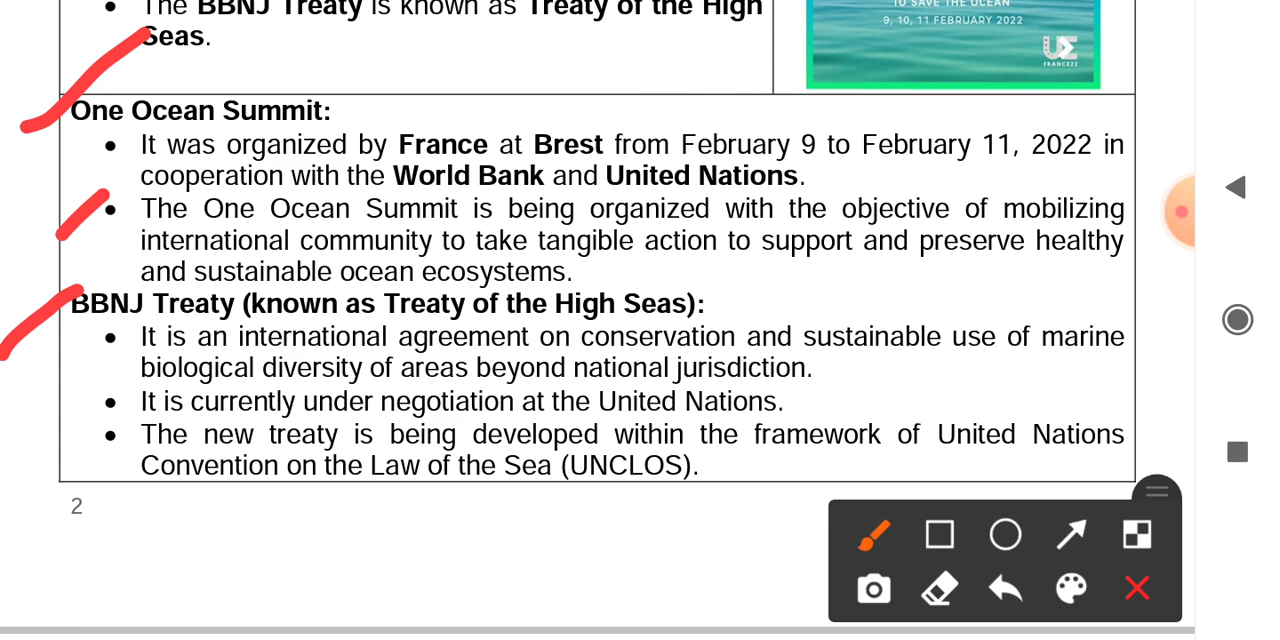 • The BBNJ Treaty is known as Treaty of the High
Seas.
TO SAVE THE OCEAN
9, 10, 11 FEBRUARY 2022
UE
FRANCE22
One Ocean Summit:
• It was organized by France at Brest from February 9 to February 11, 2022 in
cooperation with the World Bank and United Nations.
• The One Ocean Summit is being organized with the objective of mobilizing
international community to take tangible action to support and preserve healthy
and sustainable ocean ecosystems.
BBNJ Treaty (known as Treaty of the High Seas):
• It is an international agreement on conservation and sustainable use of marine
biological diversity of areas beyond national jurisdiction.
• It is currently under negotiation at the United Nations.
• The new treaty is being developed within the framework of United Nations
Convention on the Law of the Sea (UNCLOS).
2